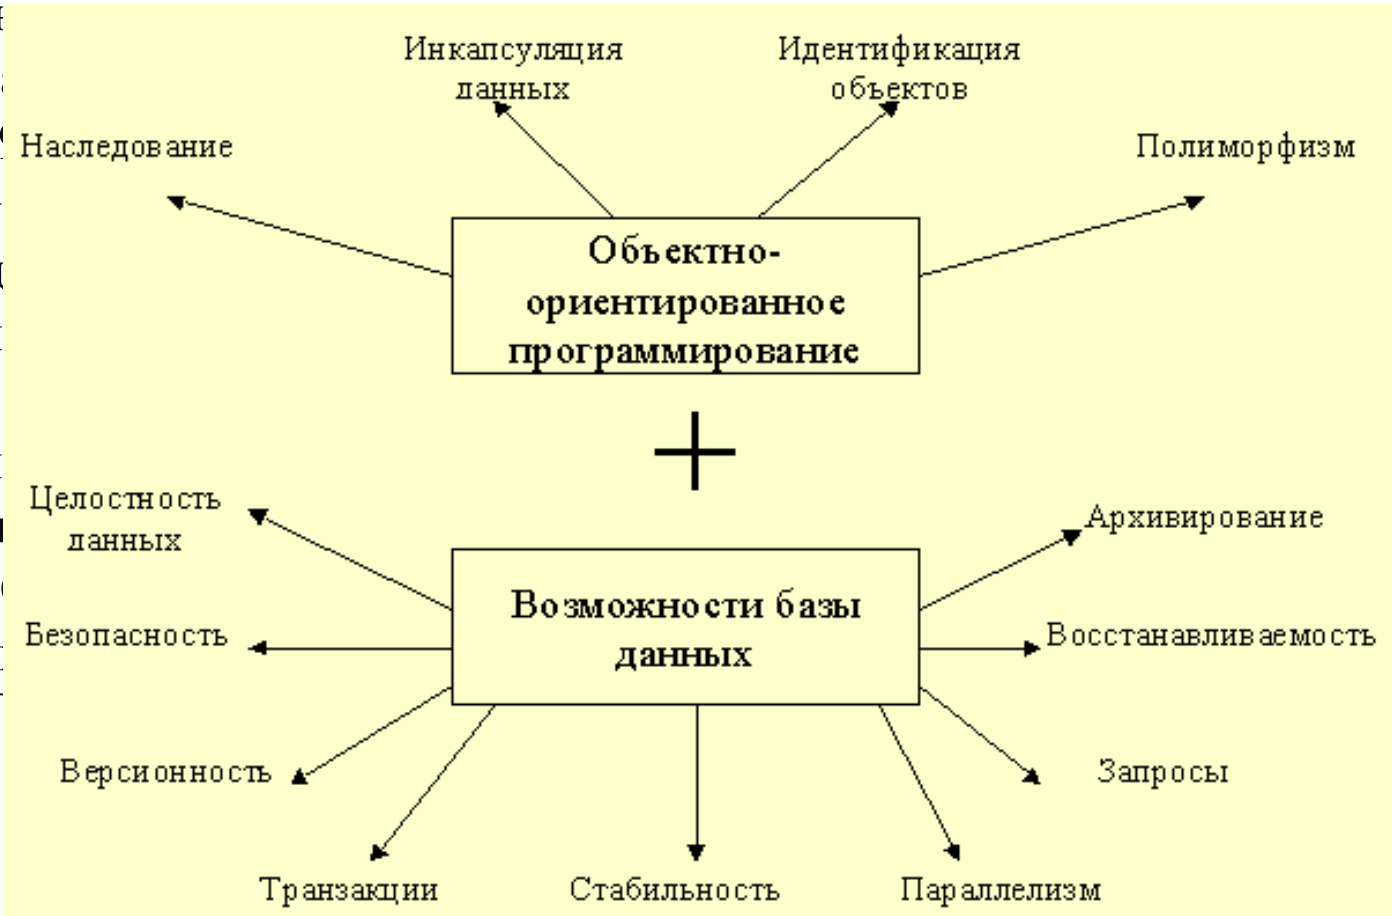 Инкапсуляция
данных
Идентификация
объектов
Наследование
Полиморфизм
Объектно-
ориентированное
программирование
+
Целостность
данных
Архивирование
Возможности базы
данных
Безопасность
Восстанавливаемость
Версионность
Запросы
Транзакции
Стабильность
Параллелизм